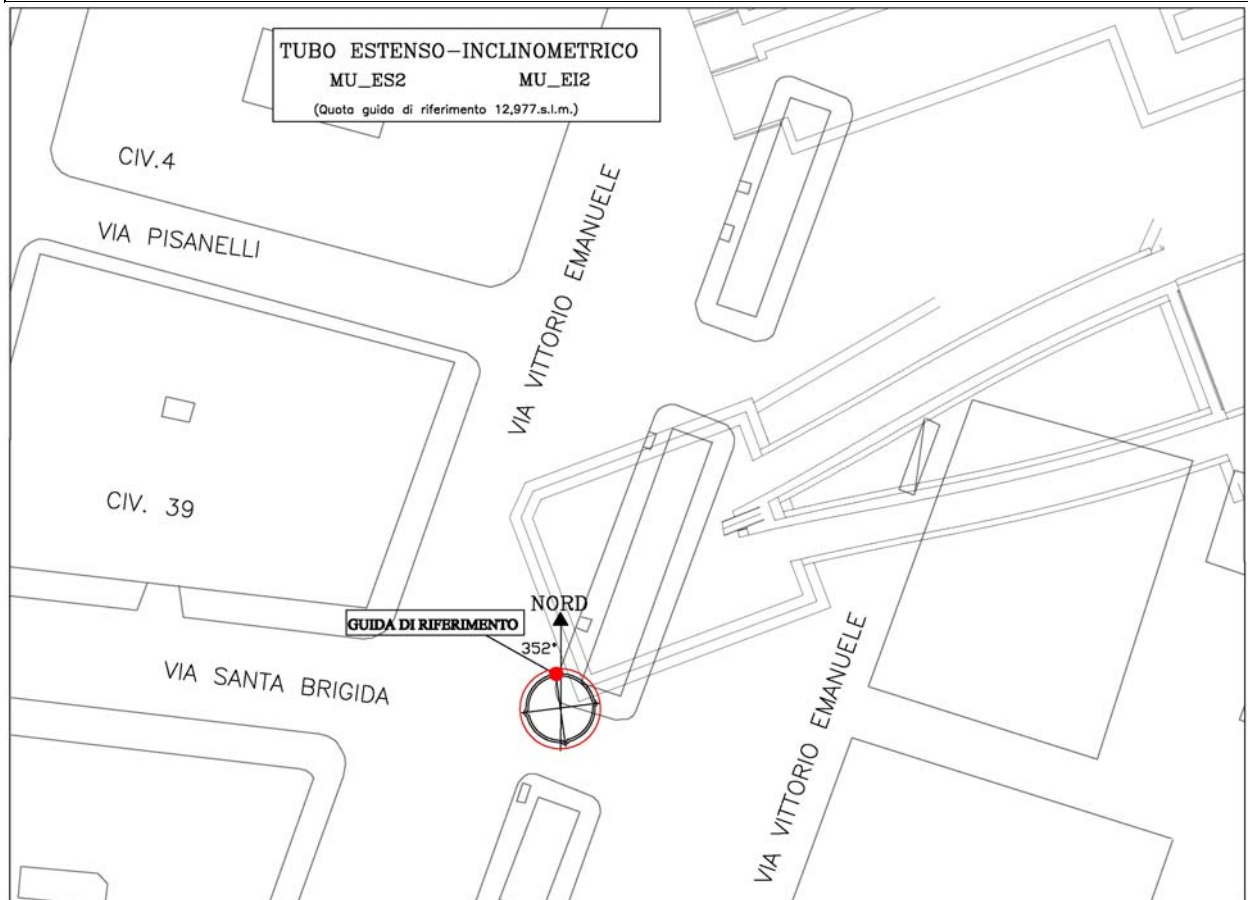 TUBO ESTENSO-INCLINOMETRICO
MU_ES2 MU_EI2
(Quota guida di riferimento 12,977.s.l.m.)
CIV.4
VIA PISANELLI
VIA VITTORIO EMANUELE
CIV. 39
NORD
GUIDA DI RIFERIMENTO
352°
VIA SANTA BRIGIDA
VIA VITTORIO EMANUELE